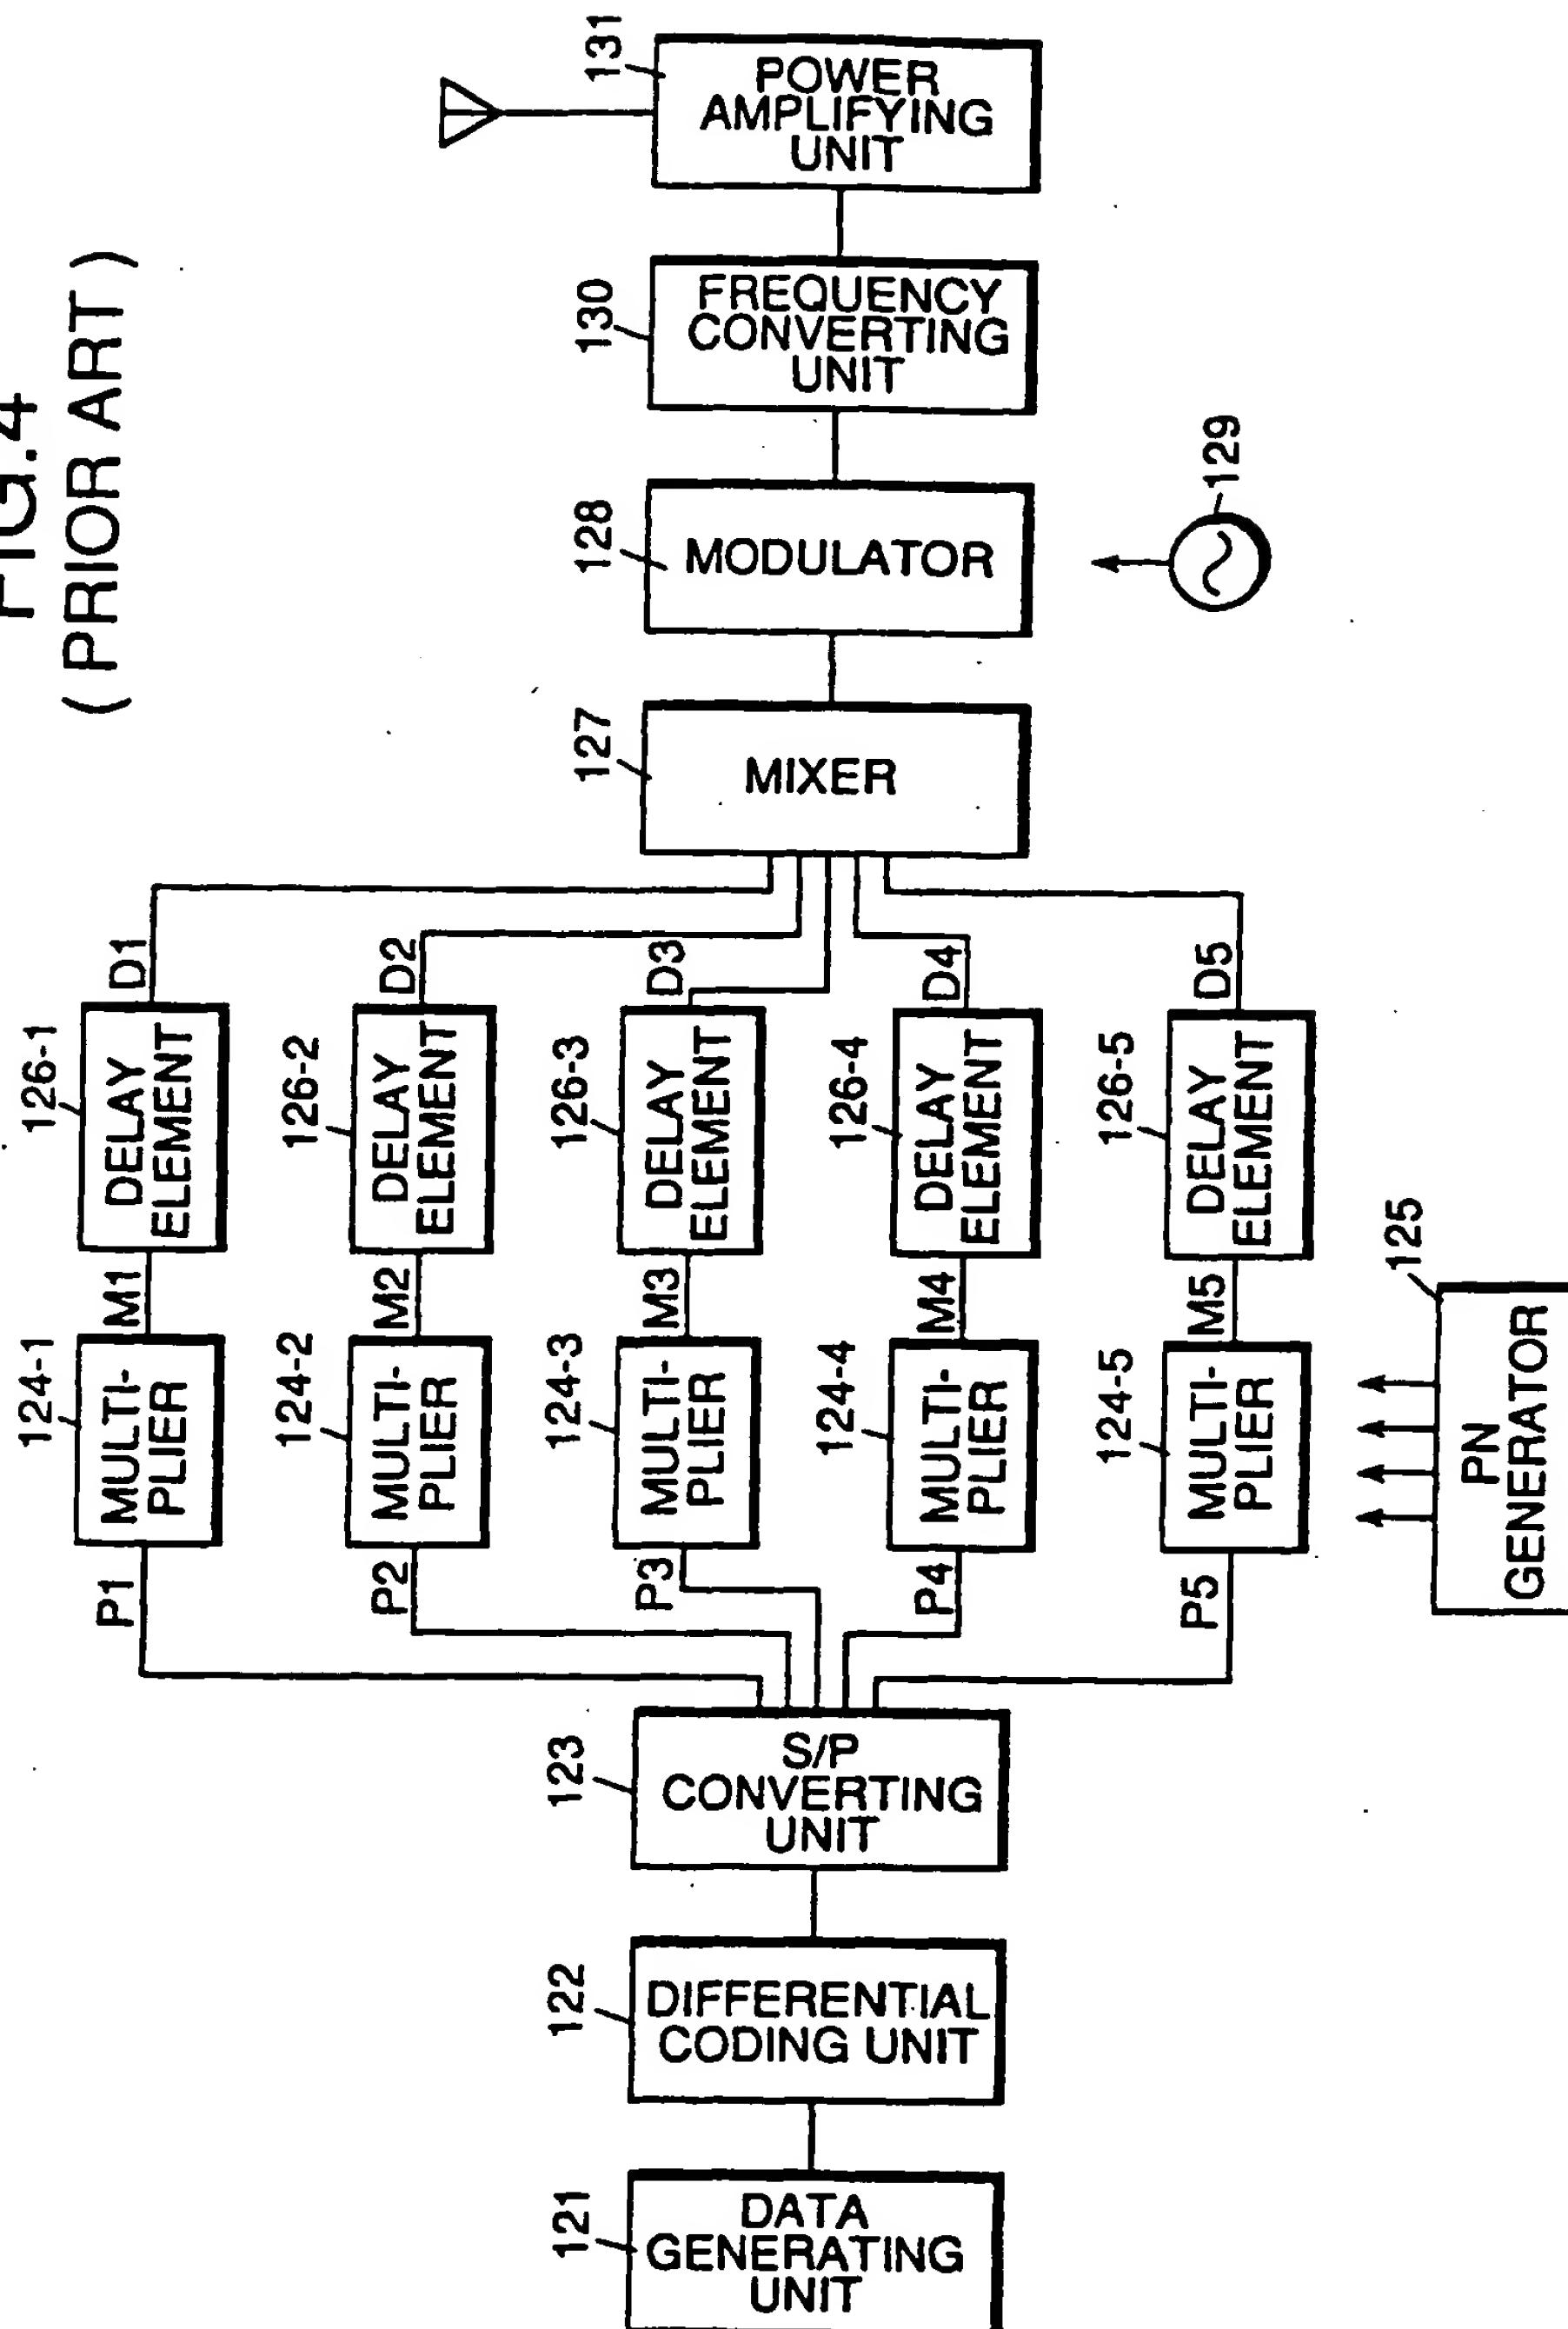 FIG.4
( PRIOR ART )
131
POWER
AMPLIFYING
UNIT
130
FREQUENCY
CONVERTING
UNIT
128
MODULATOR
129
127
MIXER
D1
D2
D3
D4
D5
126-1
DELAY
ELEMENT
126-2
DELAY
ELEMENT
126-3
DELAY
ELEMENT
126-4
DELAY
ELEMENT
126-5
DELAY
ELEMENT
M1
M2
M3
M4
M5
124-1
MULTI-
PLIER
124-2
MULTI-
PLIER
124-3
MULTI-
PLIER
124-4
MULTI-
PLIER
124-5
MULTI-
PLIER
125
PN
GENERATOR
P1
P2
P3
P4
P5
123
S/P
CONVERTING
UNIT
122
DIFFERENTIAL
CODING UNIT
121
DATA
GENERATING
UNIT